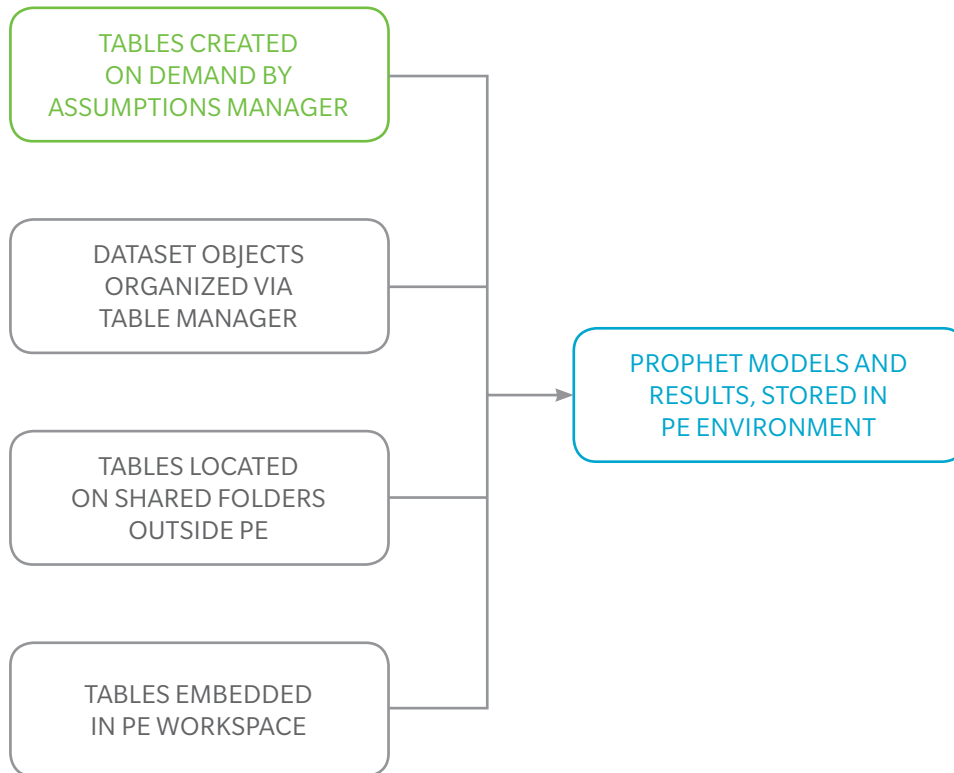 TABLES CREATED
ON DEMAND BY
ASSUMPTIONS MANAGER
DATASET OBJECTS
ORGANIZED VIA
TABLE MANAGER
PROPHET MODELS AND
RESULTS, STORED IN
PE ENVIRONMENT
TABLES LOCATED
ON SHARED FOLDERS
OUTSIDE PE
TABLES EMBEDDED
IN PE WORKSPACE